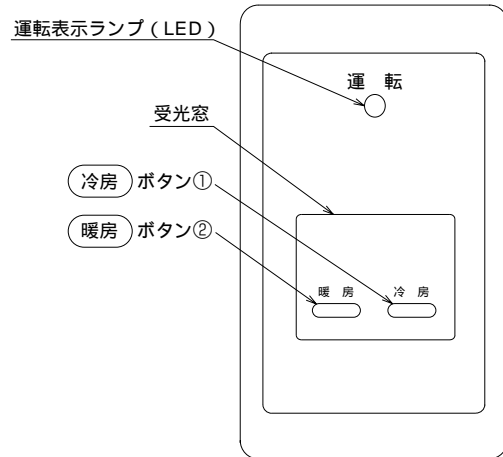 運転表示ランプ（LED）
運 転
受光窓
冷房 ボタン①
暖房 ボタン②
暖 房
冷 房